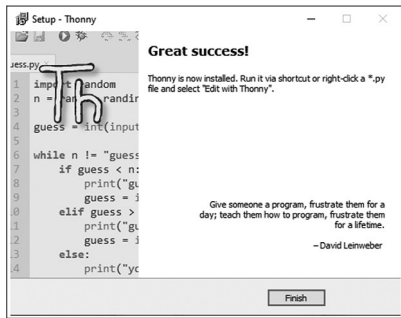 Setup - Thonny
Great success!
Thonny is now installed. Run it via shortcut or right-click a *.py
file and select "Edit with Thonny".
Give someone a program, frustrate them for a
day; teach them how to program, frustrate them
for a lifetime.
– David Leinweber
Finish
uess.py ×
Th
1 import random
2 n = randin
3
4 guess = int(input
5
6 while n != "guess
7 if guess < n:
8 print("gu
9 guess = i
.0 elif guess >
.1 print("gu
.2 guess = i
.3 else:
.4 print("yo